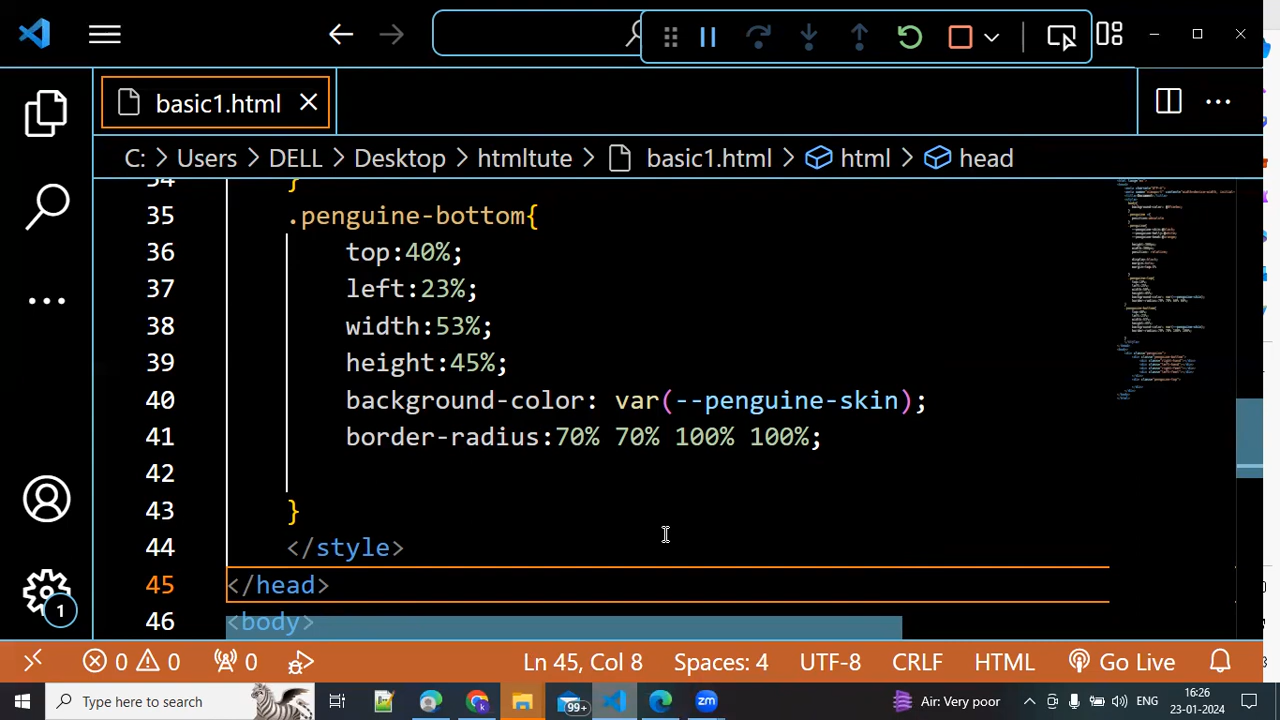 basic1.html
C: > Users > DELL > Desktop > htmltute > basic1.html > html > head
34 }
35 .penguine-bottom{
36 top:40%;
37 left:23%;
38 width:53%;
39 height:45%;
40 background-color: var(--penguine-skin);
41 border-radius:70% 70% 100% 100%;
42
43 }
44 </style>
45 </head>
46 <body>
1
0 0 0 Ln 45, Col 8 Spaces: 4 UTF-8 CRLF HTML Go Live
Type here to search 99+ Air: Very poor ENG 16:26
23-01-2024